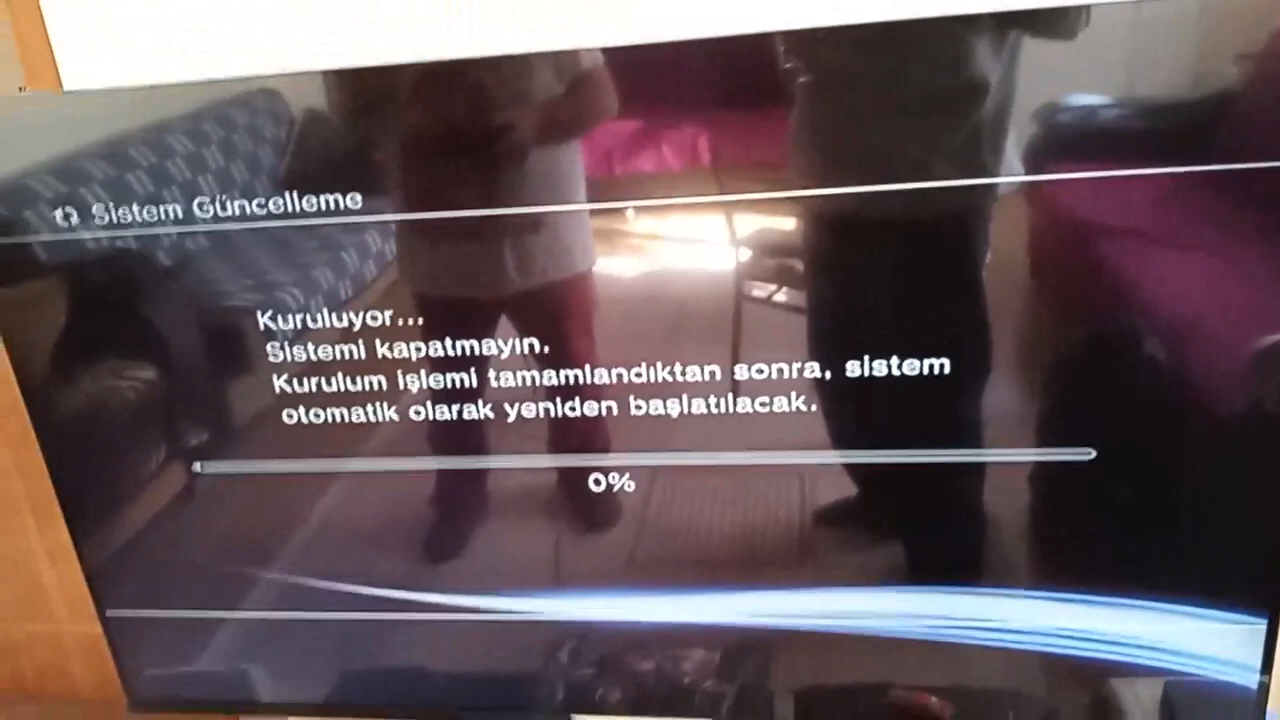 Sistem Güncelleme
Kuruluyor...
Sistemi kapatmayın.
Kurulum işlemi tamamlandıktan sonra, sistem
otomatik olarak yeniden başlatılacak.
0%